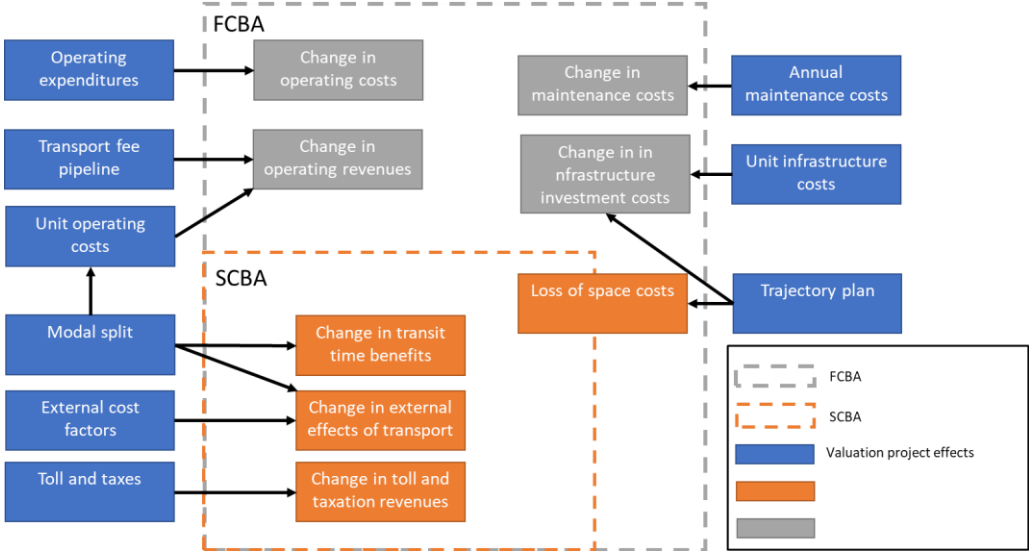 FCBA
Operating
expenditures
Change in
operating costs
Change in
maintenance costs
Annual
maintenance costs
Transport fee
pipeline
Change in
operating revenues
Change in in
nfrastructure
investment costs
Unit infrastructure
costs
Unit operating
costs
SCBA
Loss of space costs
Trajectory plan
Modal split
Change in transit
time benefits
External cost
factors
Change in external
effects of transport
Toll and taxes
Change in toll and
taxation revenues
FCBA
SCBA
Valuation project effects